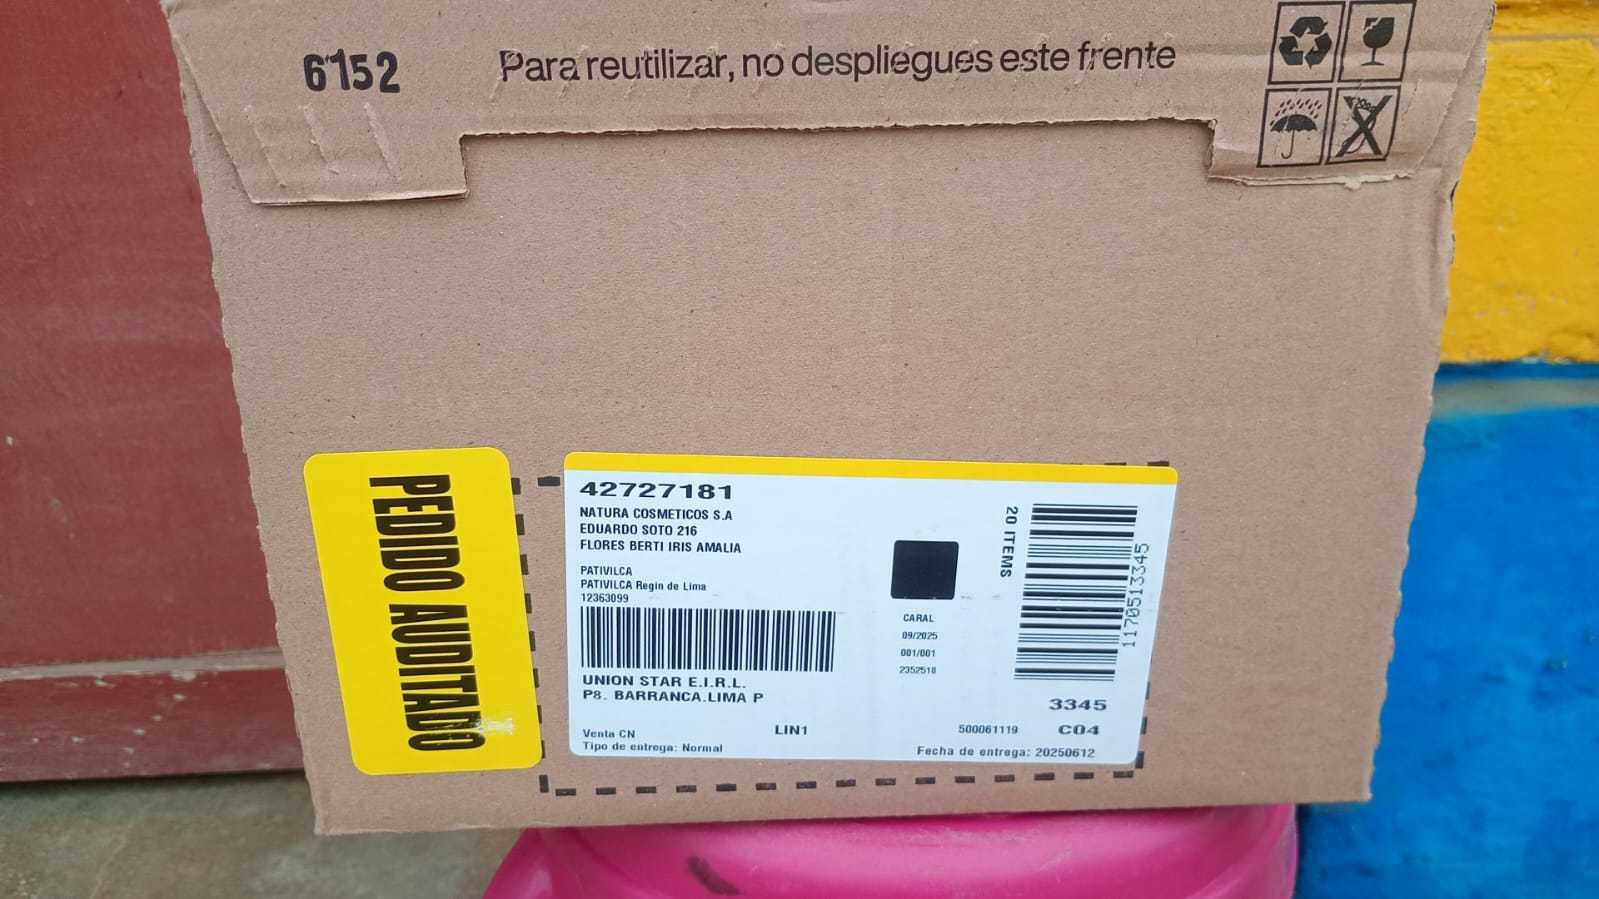 6152
Para reutilizar, no despliegues este frente
PEDIDO AUDITADO
42727181
NATURA COSMETICOS S.A
EDUARDO SOTO 216
FLORES BERTI IRIS AMALIA
PATIVILCA
PATIVILCA Regin de Lima
12363099
UNION STAR E.I.R.L.
P8. BARRANCA.LIMA P
Venta CN
Tipo de entrega: Normal
LIN1
CARAL
09/2025
001/001
2352518
20 ITEMS
1170513345
3345
500061119
C04
Fecha de entrega: 20250612